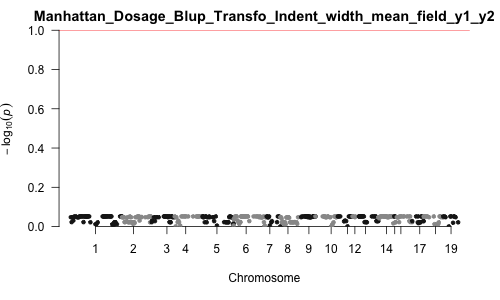 Manhattan_Dosage_Blup_Transfo_Indent_width_mean_field_y1_y2
1.0
0.8
0.6
0.4
0.2
0.0
− log10(p)
1 2 3 4 5 6 7 8 9 10 12 14 17 19
Chromosome